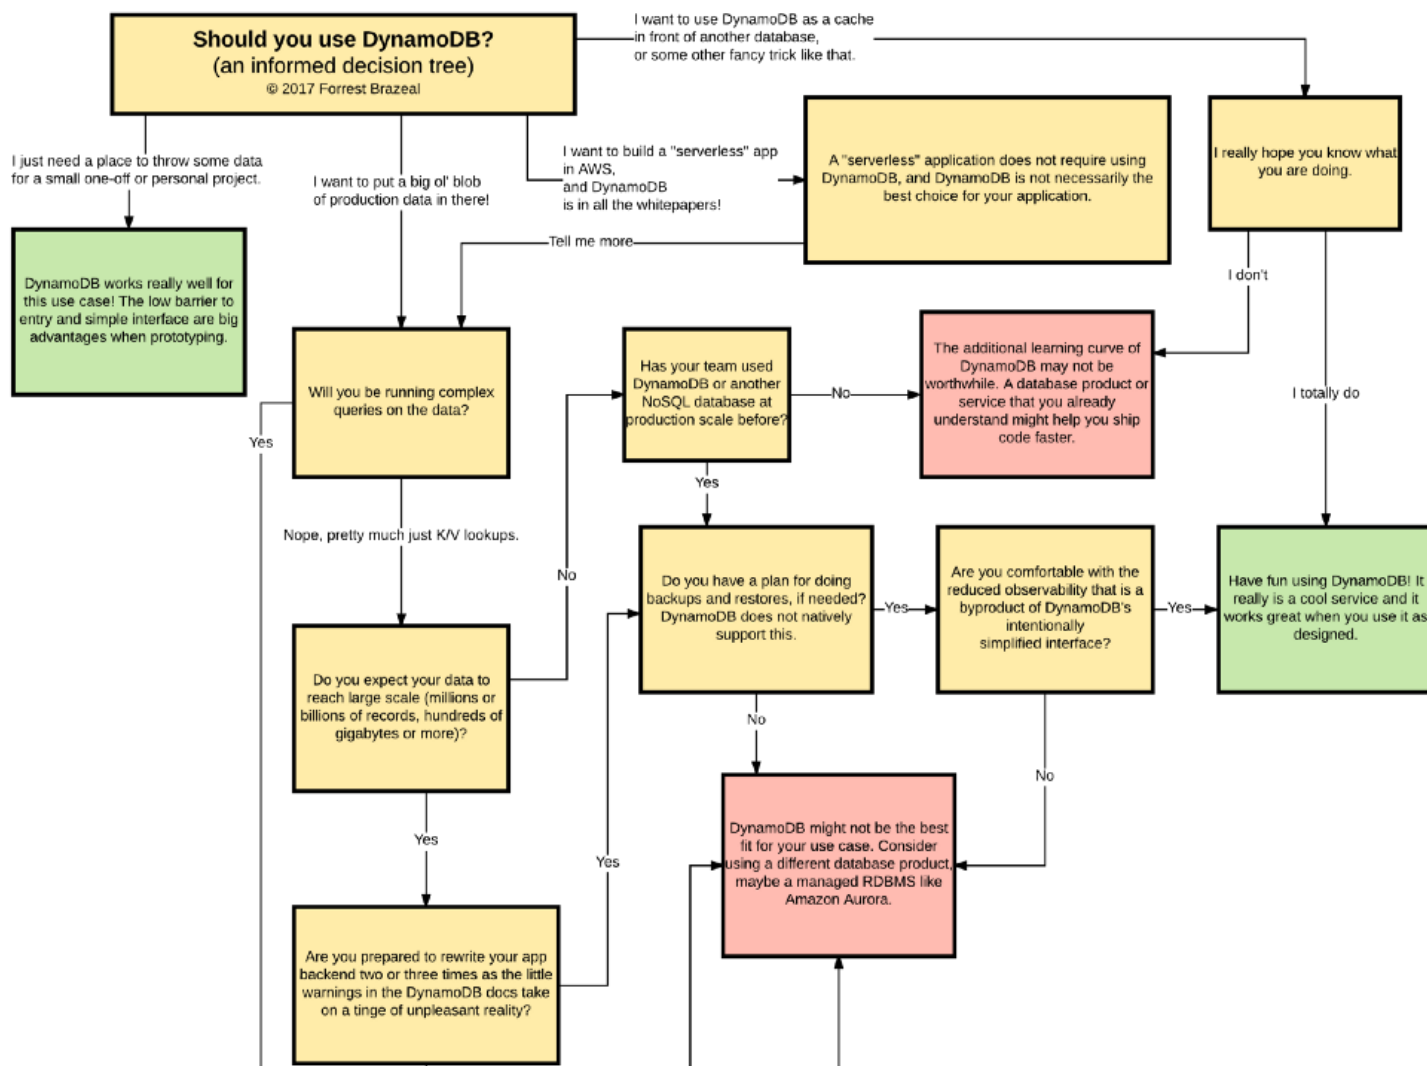 Should you use DynamoDB?
(an informed decision tree)
© 2017 Forrest Brazeal
I want to use DynamoDB as a cache
in front of another database,
or some other fancy trick like that.
I just need a place to throw some data
for a small one-off or personal project.
I want to put a big ol' blob
of production data in there!
I want to build a "serverless" app
in AWS,
and DynamoDB
is in all the whitepapers!
A "serverless" application does not require using
DynamoDB, and DynamoDB is not necessarily the
best choice for your application.
I really hope you know what
you are doing.
Tell me more
I don't
I totally do
DynamoDB works really well for
this use case! The low barrier to
entry and simple interface are big
advantages when prototyping.
Will you be running complex
queries on the data?
Yes
Has your team used
DynamoDB or another
NoSQL database at
production scale before?
No
The additional learning curve of
DynamoDB may not be
worthwhile. A database product or
service that you already
understand might help you ship
code faster.
Yes
Nope, pretty much just K/V lookups.
No
Do you have a plan for doing
backups and restores, if needed?
DynamoDB does not natively
support this.
Yes
Are you comfortable with the
reduced observability that is a
byproduct of DynamoDB's
intentionally
simplified interface?
Yes
Have fun using DynamoDB! It
really is a cool service and it
works great when you use it as
designed.
Do you expect your data to
reach large scale (millions or
billions of records, hundreds of
gigabytes or more)?
No
No
Yes
Yes
DynamoDB might not be the best
fit for your use case. Consider
using a different database product,
maybe a managed RDBMS like
Amazon Aurora.
Are you prepared to rewrite your app
backend two or three times as the little
warnings in the DynamoDB docs take
on a tinge of unpleasant reality?